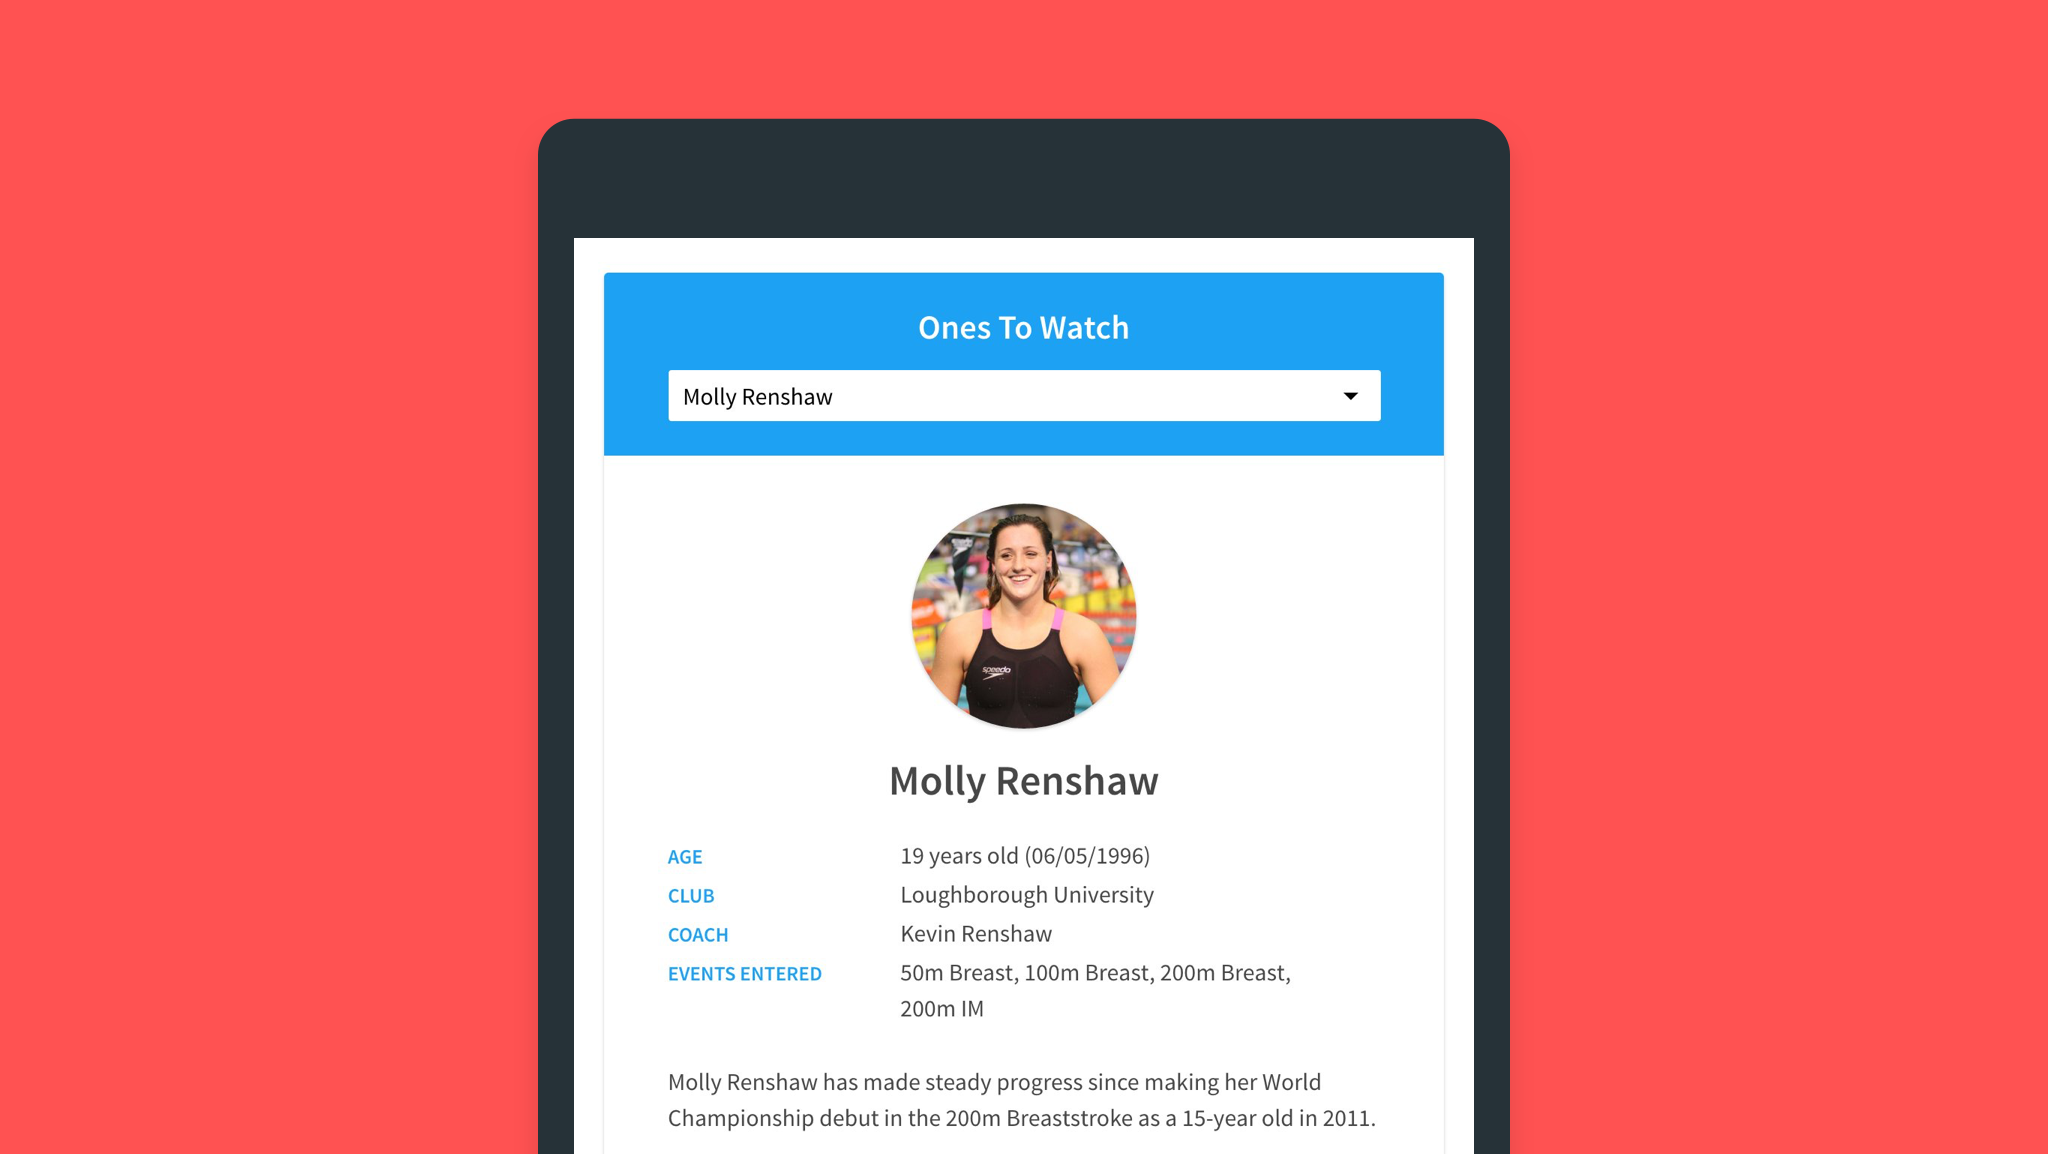 Ones To Watch
Molly Renshaw
speedo
Molly Renshaw
AGE 19 years old (06/05/1996)
CLUB Loughborough University
COACH Kevin Renshaw
EVENTS ENTERED 50m Breast, 100m Breast, 200m Breast,
200m IM
Molly Renshaw has made steady progress since making her World
Championship debut in the 200m Breaststroke as a 15-year old in 2011.